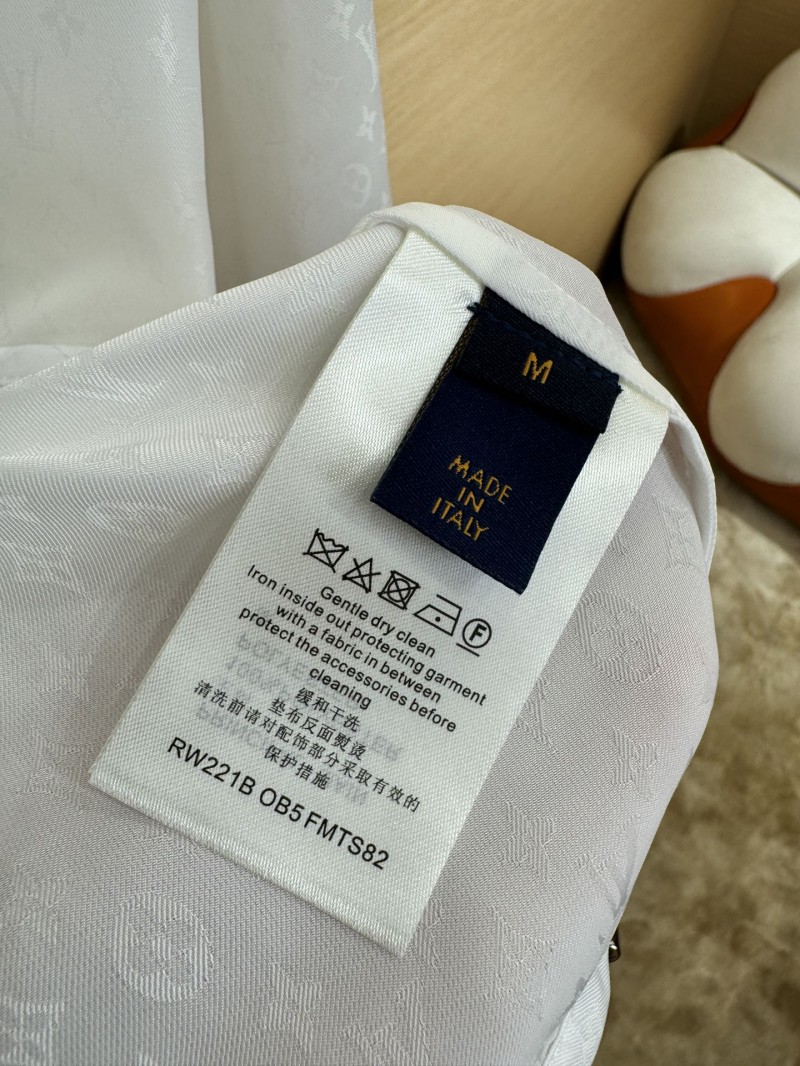 M
MADE
IN
ITALY
F
Gentle dry clean
Iron inside out protecting garment
with a fabric in between
protect the accessories before
cleaning
缓和干洗
垫布反面熨烫
清洗前请对配饰部分采取有效的
保护措施
RW221B OB5 FMTS82